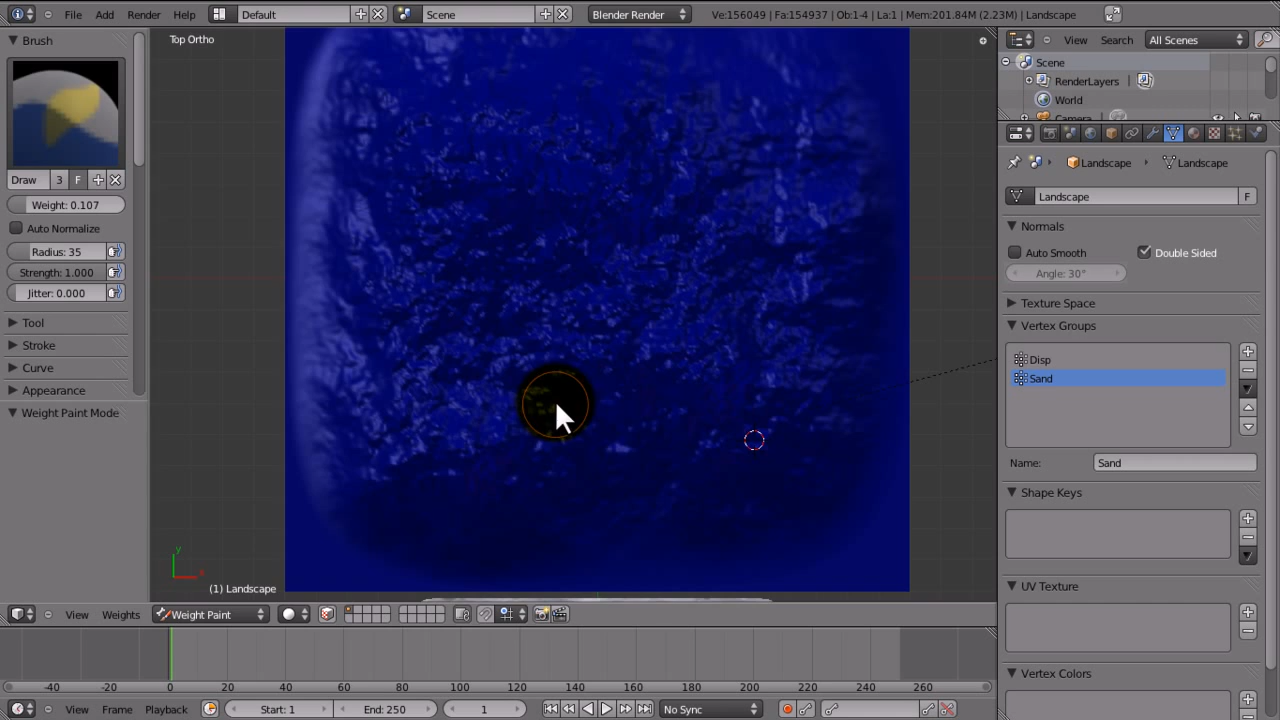 File Add Render Help Default Scene Blender Render Ve:156049 | Fa:154937 | Ob:1-4 | La:1 | Mem:201.84M (2.23M) | Landscape
Brush
Top Ortho
View Search All Scenes
Scene
RenderLayers
World
Camera
Landscape Landscape
Draw 3 F
Landscape F
Weight: 0.107
Auto Normalize
Normals
Radius: 35
Auto Smooth Double Sided
Strength: 1.000
Angle: 30°
Jitter: 0.000
Texture Space
Tool
Vertex Groups
Stroke
Disp
Curve
Sand
Appearance
Weight Paint Mode
Name: Sand
Shape Keys
y
x
(1) Landscape
UV Texture
View Weights Weight Paint
Vertex Colors
-40 -20 0 20 40 60 80 100 120 140 160 180 200 220 240 260
View Frame Playback Start: 1 End: 250 1 No Sync